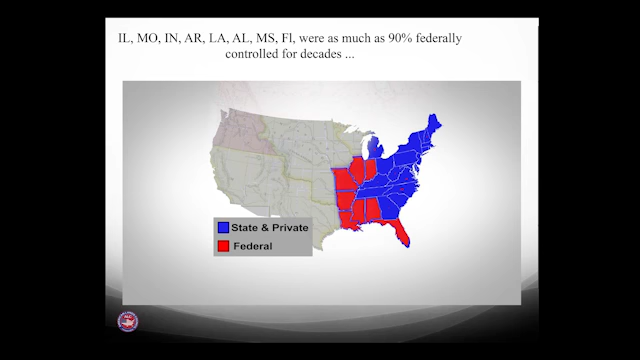 IL, MO, IN, AR, LA, AL, MS, Fl, were as much as 90% federally
controlled for decades ...
State & Private
Federal